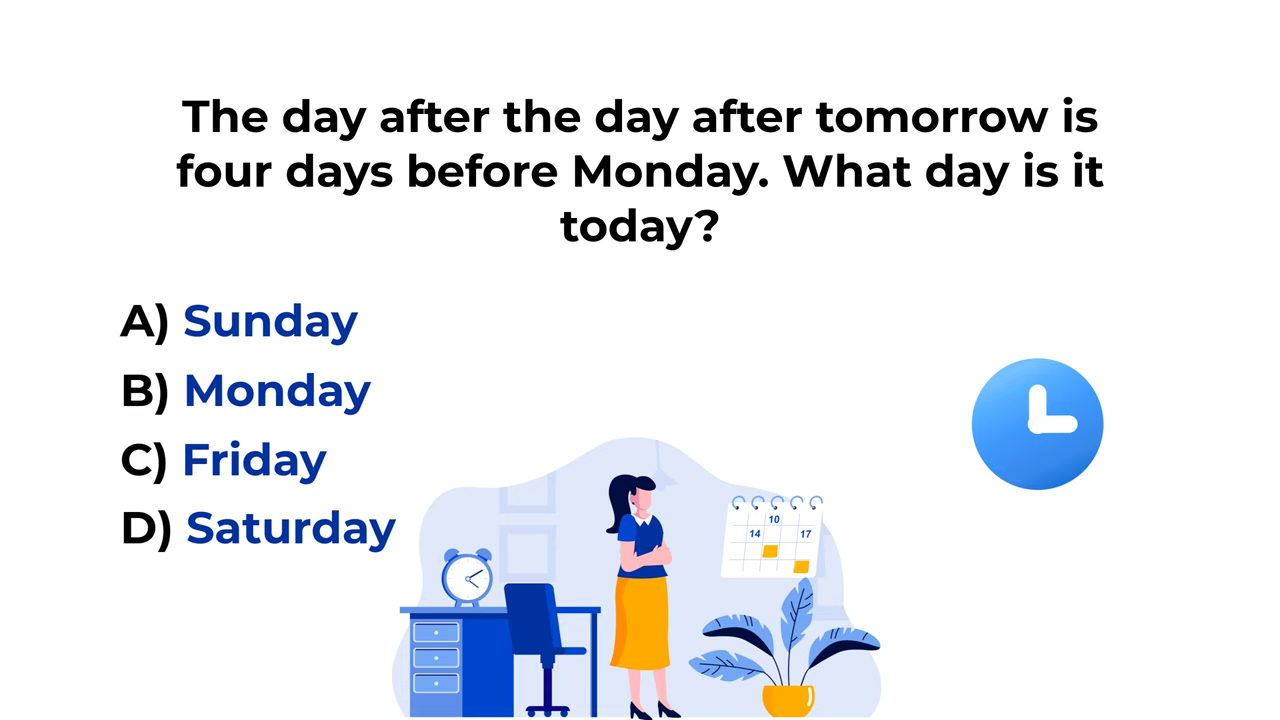 The day after the day after tomorrow is
four days before Monday. What day is it
today?
A) Sunday
B) Monday
C) Friday
D) Saturday
10
14 17